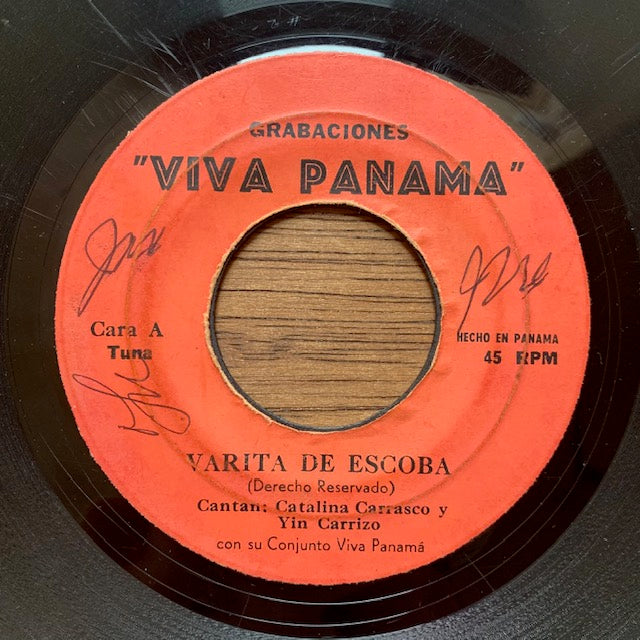 GRABACIONES
"VIVA PANAMA"
Cara A
Tuna
HECHO EN PANAMA
45 RPM
VARITA DE ESCOBA
(Derecho Reservado)
Cantan: Catalina Carrasco y
Yin Carrizo
con su Conjunto Viva Panamá